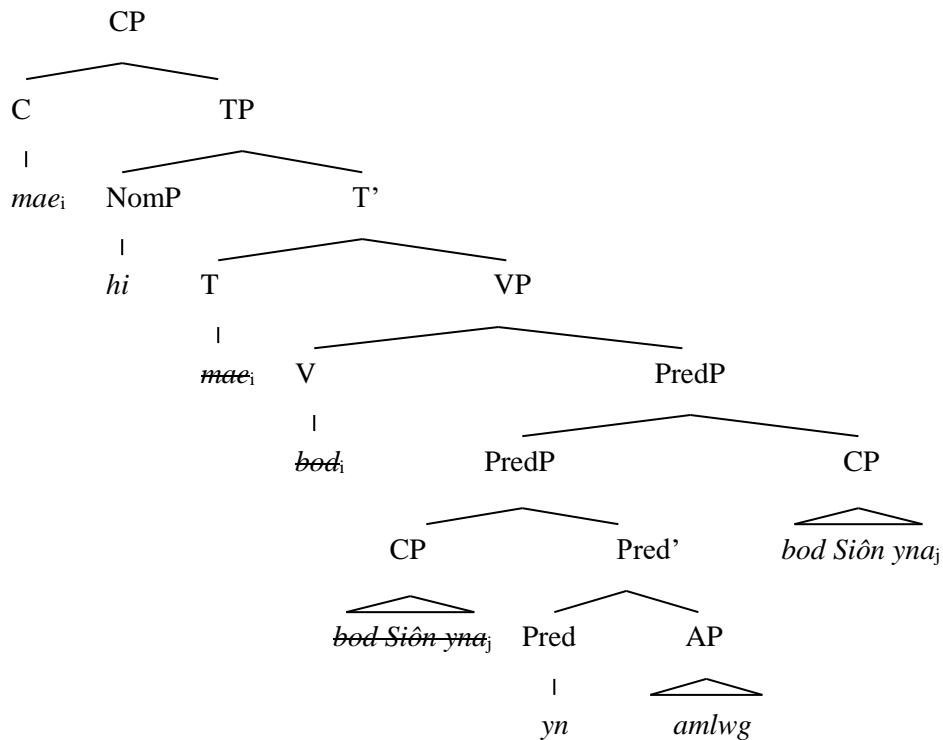 CP
C TP
mae i NomP T’
hi T VP
mae i V PredP
bod i PredP CP
CP Pred’ bod Siôn yna j
bod Siôn yna j Pred AP
yn amlwg